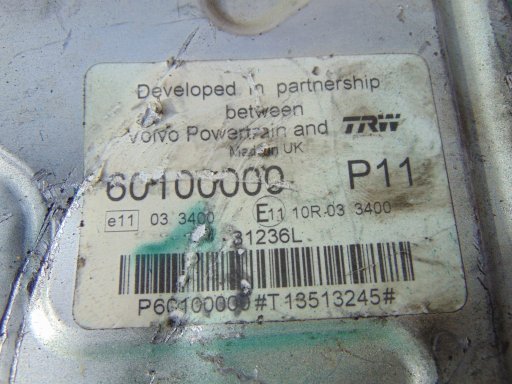 Developed in partnership
between
Volvo Powertrain and TRW
Made in UK
60100000 P11
e11 03 3400 E11 10R-03 3400
31236L
P60100000#T13513245#